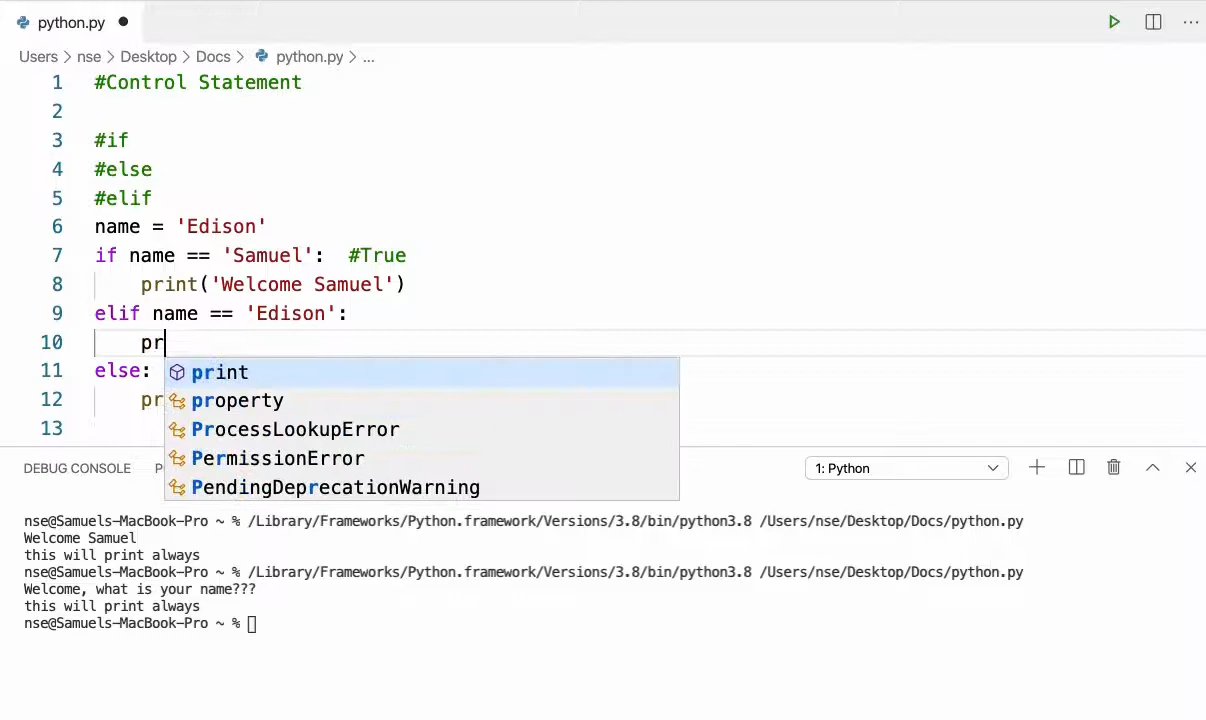 python.py
Users > nse > Desktop > Docs > python.py > ...
1 #Control Statement
2
3 #if
4 #else
5 #elif
6 name = 'Edison'
7 if name == 'Samuel':  #True
8     print('Welcome Samuel')
9 elif name == 'Edison':
10     pr
11 else:
12     pr
13
print
property
ProcessLookupError
PermissionError
PendingDeprecationWarning
DEBUG CONSOLE P 1: Python
nse@Samuels-MacBook-Pro ~ % /Library/Frameworks/Python.framework/Versions/3.8/bin/python3.8 /Users/nse/Desktop/Docs/python.py
Welcome Samuel
this will print always
nse@Samuels-MacBook-Pro ~ % /Library/Frameworks/Python.framework/Versions/3.8/bin/python3.8 /Users/nse/Desktop/Docs/python.py
Welcome, what is your name???
this will print always
nse@Samuels-MacBook-Pro ~ %